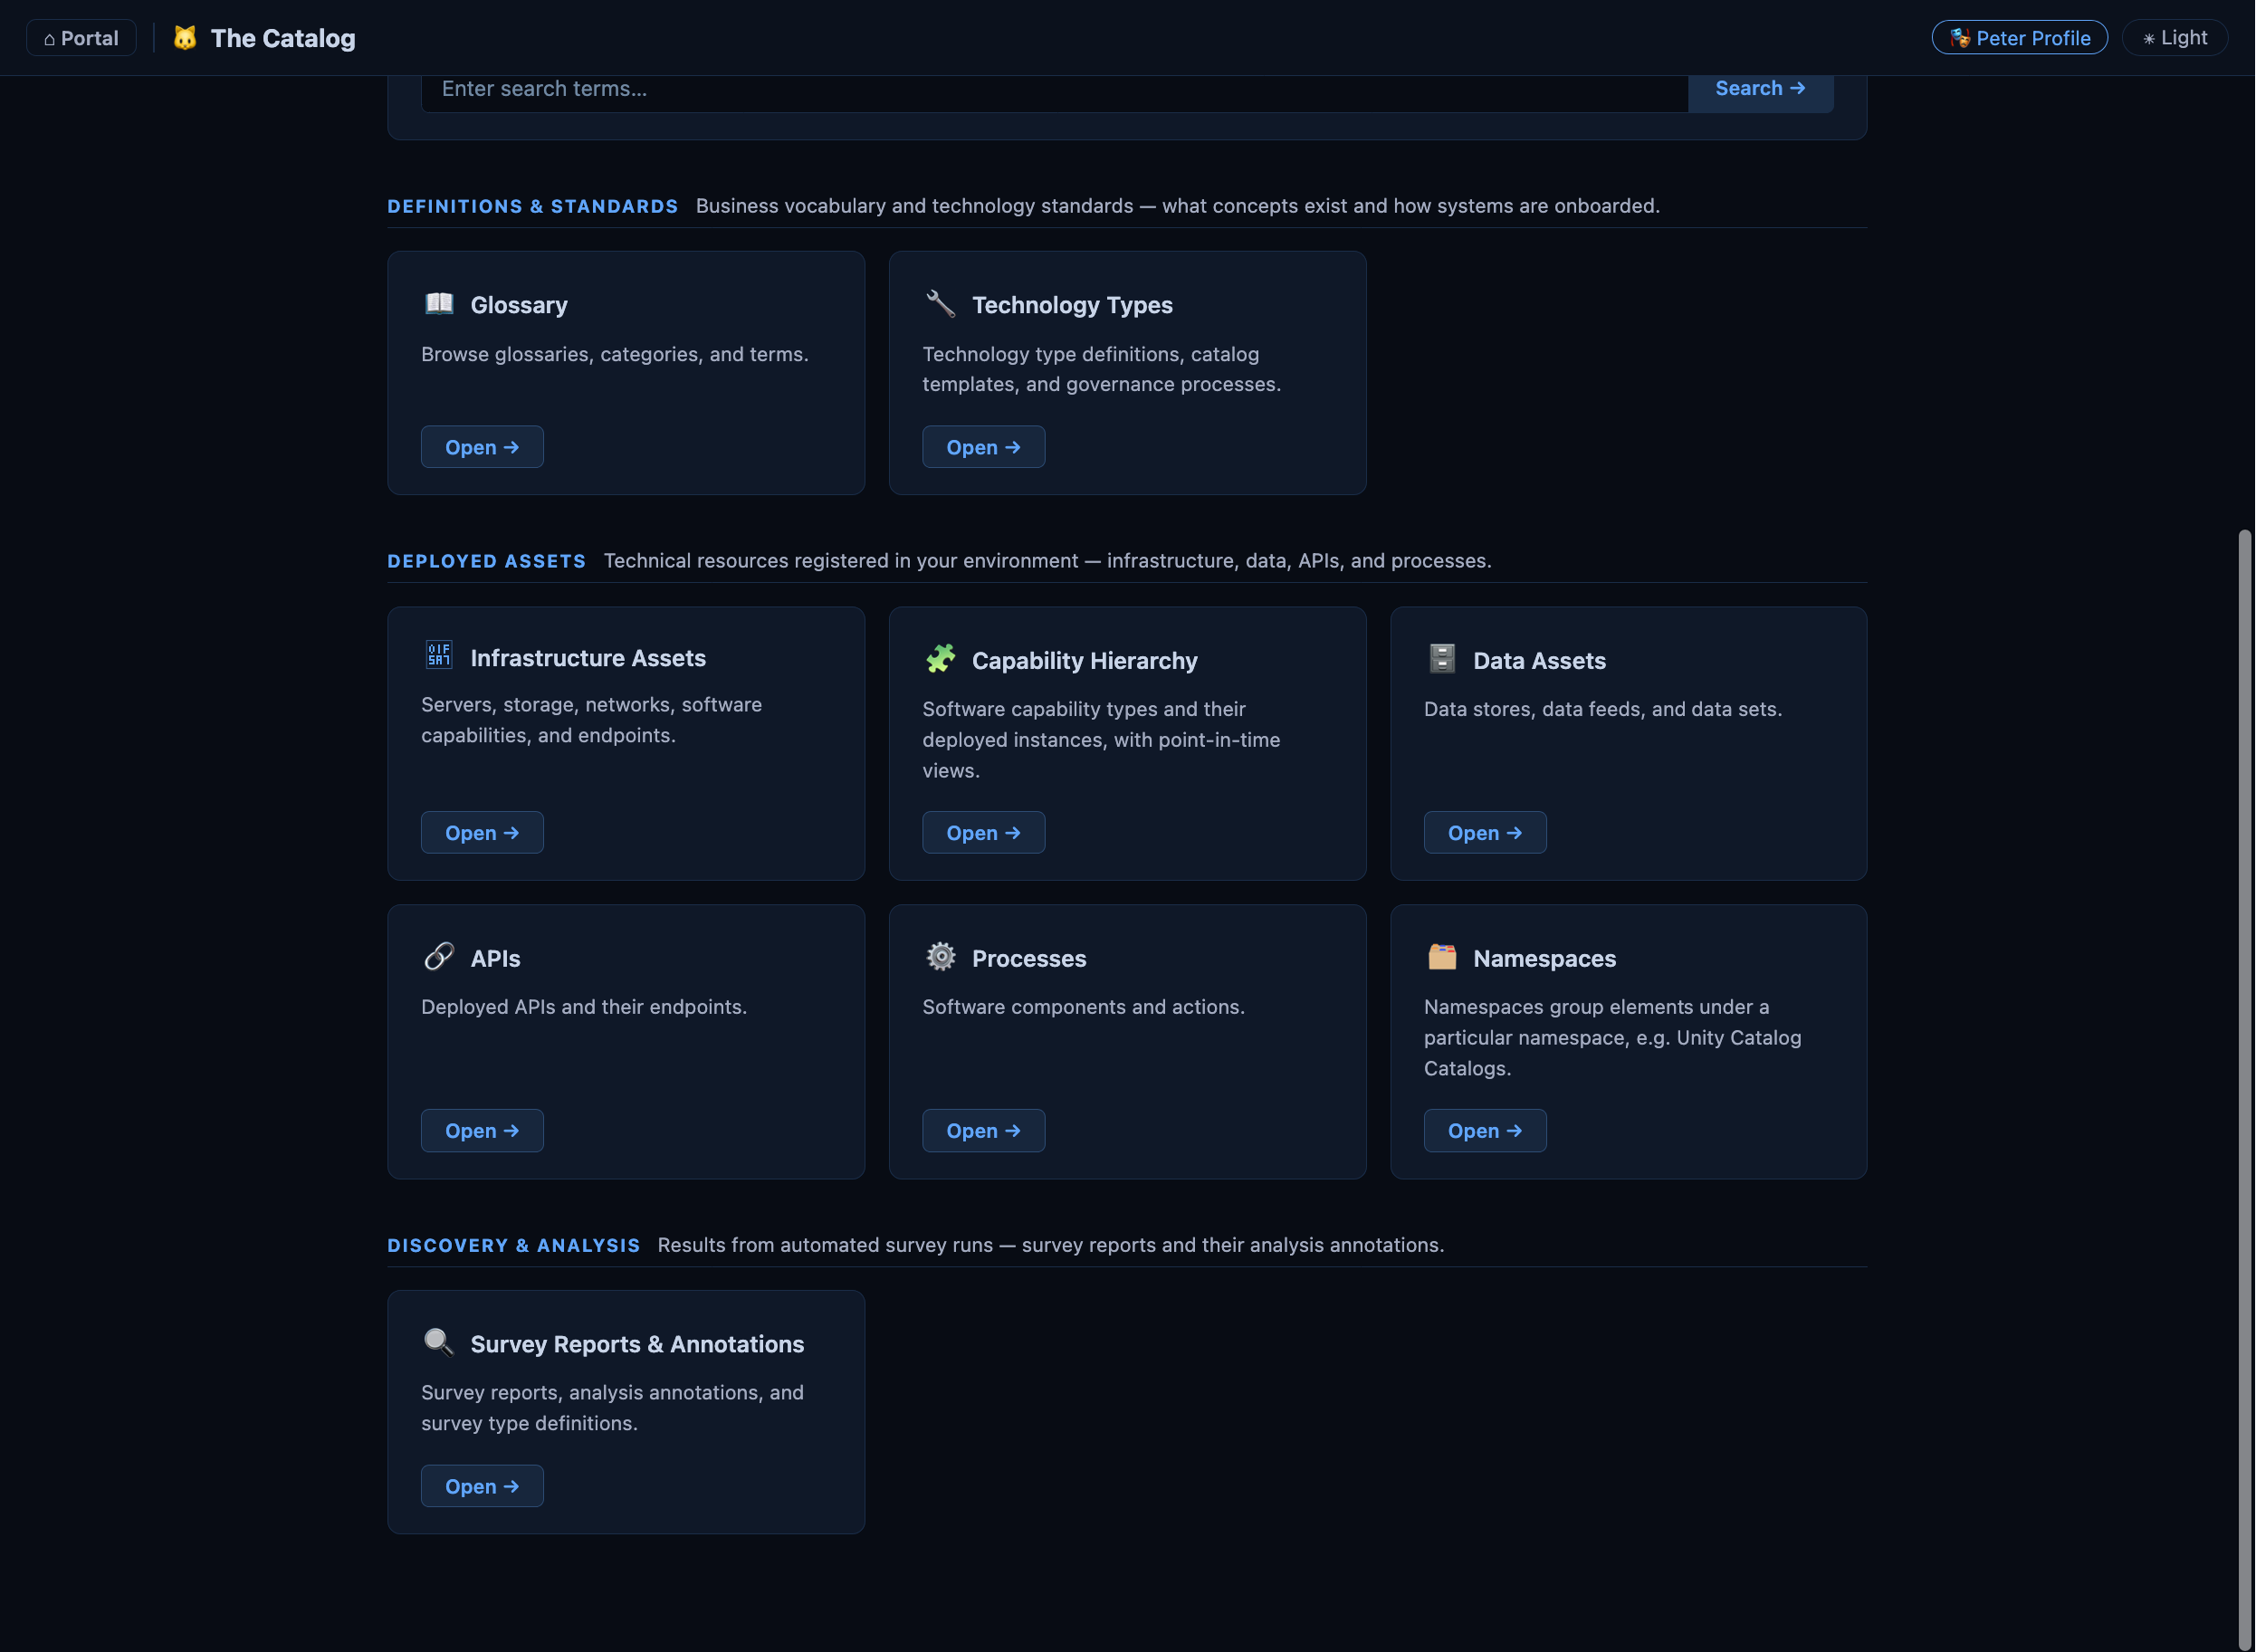 ⌂ Portal
The Catalog
Peter Profile
☀ Light
Enter search terms...
Search →
DEFINITIONS & STANDARDS Business vocabulary and technology standards — what concepts exist and how systems are onboarded.
Glossary
Browse glossaries, categories, and terms.
Open →
Technology Types
Technology type definitions, catalog
templates, and governance processes.
Open →
DEPLOYED ASSETS Technical resources registered in your environment — infrastructure, data, APIs, and processes.
Infrastructure Assets
Servers, storage, networks, software
capabilities, and endpoints.
Open →
Capability Hierarchy
Software capability types and their
deployed instances, with point-in-time
views.
Open →
Data Assets
Data stores, data feeds, and data sets.
Open →
APIs
Deployed APIs and their endpoints.
Open →
Processes
Software components and actions.
Open →
Namespaces
Namespaces group elements under a
particular namespace, e.g. Unity Catalog
Catalogs.
Open →
DISCOVERY & ANALYSIS Results from automated survey runs — survey reports and their analysis annotations.
Survey Reports & Annotations
Survey reports, analysis annotations, and
survey type definitions.
Open →